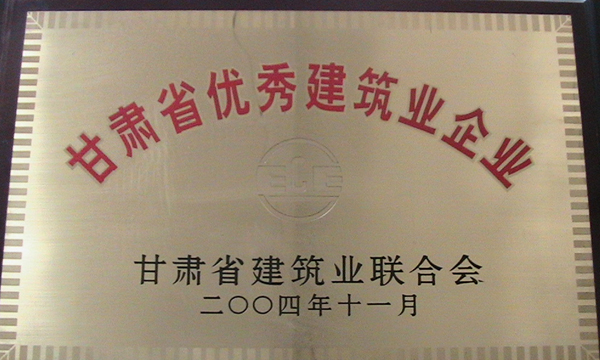 甘肃省优秀建筑业企业
甘肃省建筑业联合会
二〇〇四年十一月